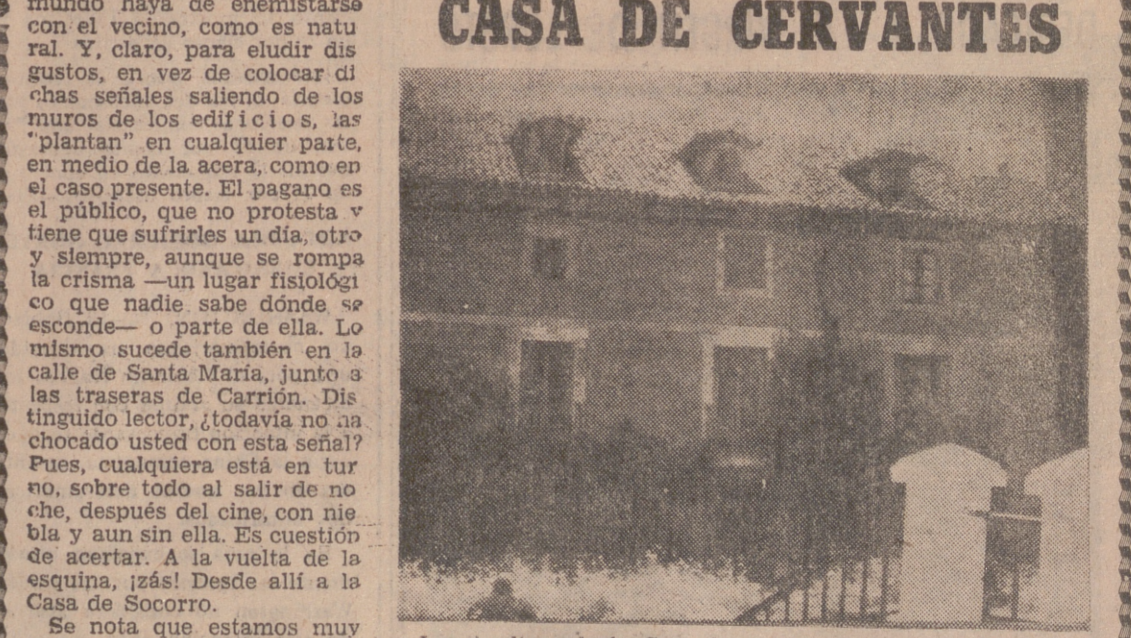 mundo haya de enemistarse
con el vecino, como es natu
ral. Y, claro, para eludir dis
gustos, en vez de colocar di
chas señales saliendo de los
muros de los edificios, las
"plantan" en cualquier parte,
en medio de la acera, como en
el caso presente. El pagano es
el público, que no protesta y
tiene que sufrirles un día, otro
y siempre, aunque se rompa
la crisma —un lugar fisiológi
co que nadie sabe dónde se
esconde— o parte de ella. Lo
mismo sucede también en la
calle de Santa María, junto a
las traseras de Carrión. Dis
tinguido lector, ¿todavía no ha
chocado usted con esta señal?
Pues, cualquiera está en tur
no, sobre todo al salir de no
che, después del cine, con nie
bla y aun sin ella. Es cuestión
de acertar. A la vuelta de la
esquina, ¡zás! Desde allí a la
Casa de Socorro.
Se nota que estamos muy
CASA DE CERVANTES